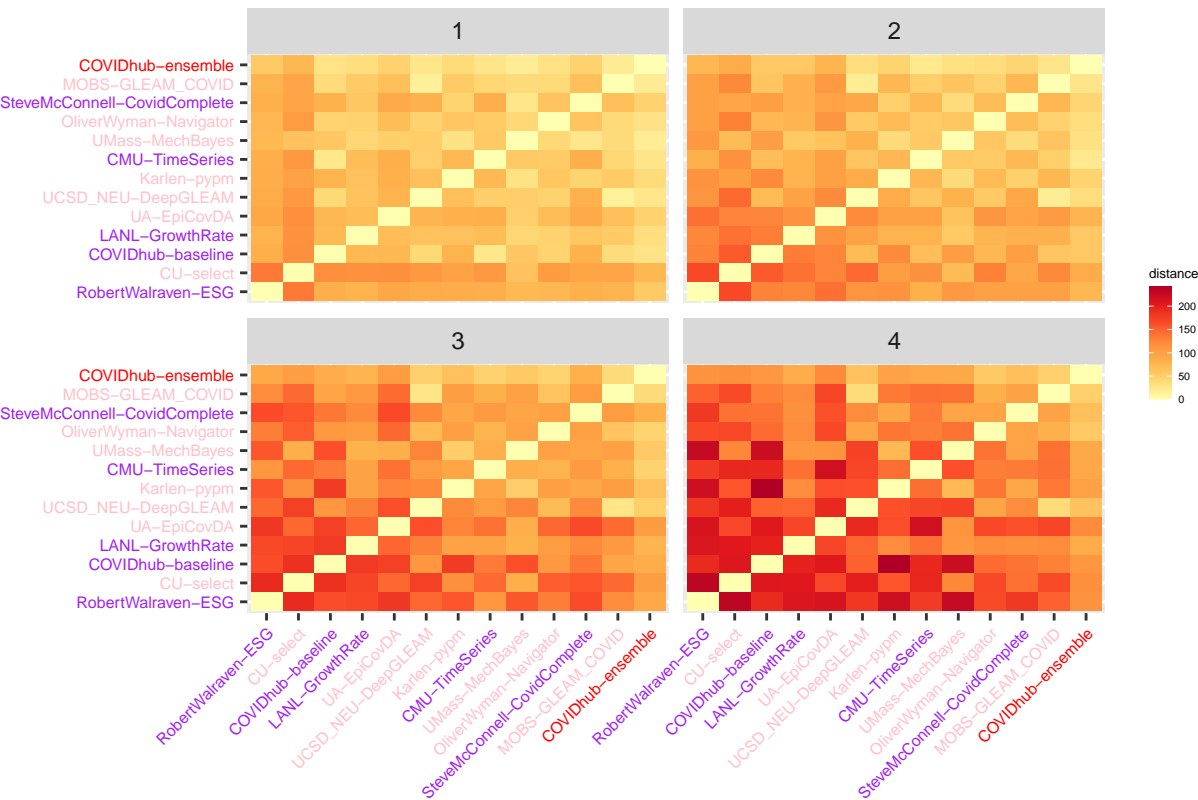 1
2
COVIDhub−ensemble
MOBS−GLEAM_COVID
SteveMcConnell−CovidComplete
OliverWyman−Navigator
UMass−MechBayes
CMU−TimeSeries
Karlen−pypm
UCSD_NEU−DeepGLEAM
UA−EpiCovDA
LANL−GrowthRate
COVIDhub−baseline
CU−select
RobertWalraven−ESG
3
4
COVIDhub−ensemble
MOBS−GLEAM_COVID
SteveMcConnell−CovidComplete
OliverWyman−Navigator
UMass−MechBayes
CMU−TimeSeries
Karlen−pypm
UCSD_NEU−DeepGLEAM
UA−EpiCovDA
LANL−GrowthRate
COVIDhub−baseline
CU−select
RobertWalraven−ESG
RobertWalraven−ESG
CU−select
COVIDhub−baseline
LANL−GrowthRate
UA−EpiCovDA
UCSD_NEU−DeepGLEAM
Karlen−pypm
CMU−TimeSeries
UMass−MechBayes
OliverWyman−Navigator
SteveMcConnell−CovidComplete
MOBS−GLEAM_COVID
COVIDhub−ensemble
RobertWalraven−ESG
CU−select
COVIDhub−baseline
LANL−GrowthRate
UA−EpiCovDA
UCSD_NEU−DeepGLEAM
Karlen−pypm
CMU−TimeSeries
UMass−MechBayes
OliverWyman−Navigator
SteveMcConnell−CovidComplete
MOBS−GLEAM_COVID
COVIDhub−ensemble
distance
200
150
100
50
0